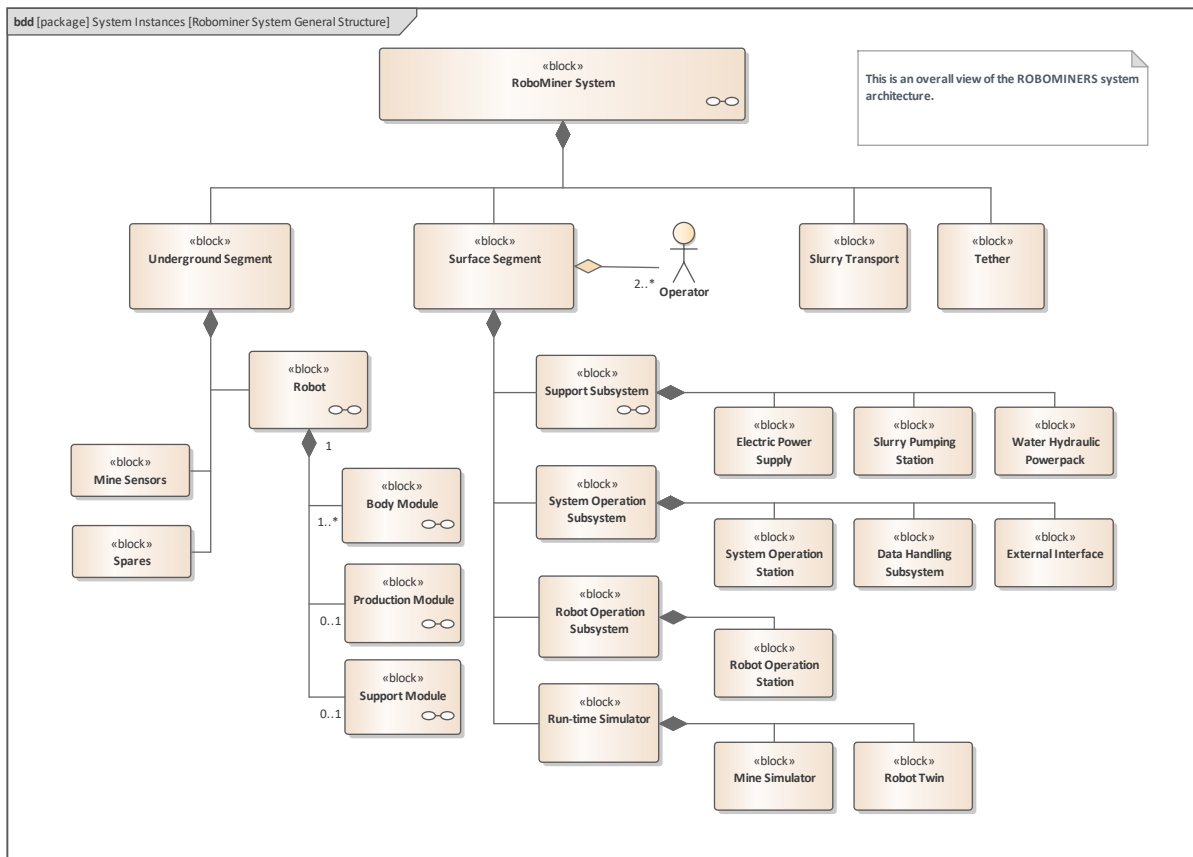 bdd [package] System Instances [Robominer System General Structure]
«block»
RoboMiner System
This is an overall view of the ROBOMINERS system
architecture.
«block»
Underground Segment
«block»
Surface Segment
2..*
Operator
«block»
Slurry Transport
«block»
Tether
«block»
Robot
1
«block»
Mine Sensors
«block»
Spares
«block»
Body Module
1..*
«block»
Production Module
0..1
«block»
Support Module
0..1
«block»
Support Subsystem
«block»
Electric Power
Supply
«block»
Slurry Pumping
Station
«block»
Water Hydraulic
Powerpack
«block»
System Operation
Subsystem
«block»
System Operation
Station
«block»
Data Handling
Subsystem
«block»
External Interface
«block»
Robot Operation
Subsystem
«block»
Robot Operation
Station
«block»
Run-time Simulator
«block»
Mine Simulator
«block»
Robot Twin